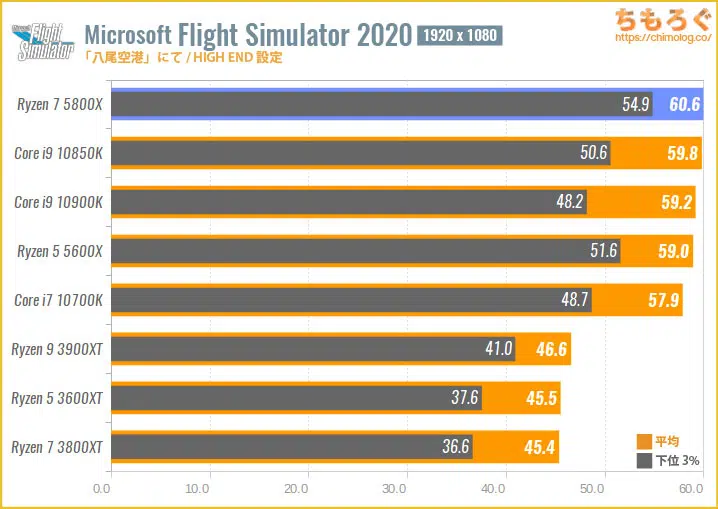 Microsoft Flight Simulator
Microsoft Flight Simulator 2020 1920 x 1080
「八尾空港」にて / HIGH END 設定
ちもろぐ
https://chimolog.co/
Ryzen 7 5800X 54.9 60.6
Core i9 10850K 50.6 59.8
Core i9 10900K 48.2 59.2
Ryzen 5 5600X 51.6 59.0
Core i7 10700K 48.7 57.9
Ryzen 9 3900XT 41.0 46.6
Ryzen 5 3600XT 37.6 45.5
Ryzen 7 3800XT 36.6 45.4
平均
下位 3%
0.0 10.0 20.0 30.0 40.0 50.0 60.0